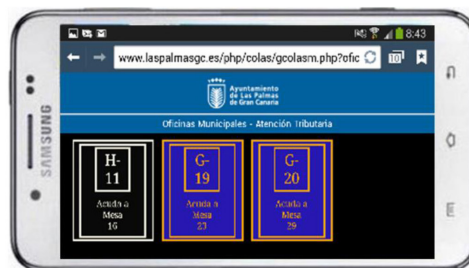 8:43
www.laspalmasgc.es/php/colas/gcolasm.php?ofic
10
Ayuntamiento
de Las Palmas
de Gran Canaria
Oficinas Municipales - Atención Tributaria
H-
11
Acuda a
Mesa
16
G-
19
Acuda a
Mesa
23
G-
20
Acuda a
Mesa
29
SAMSUNG